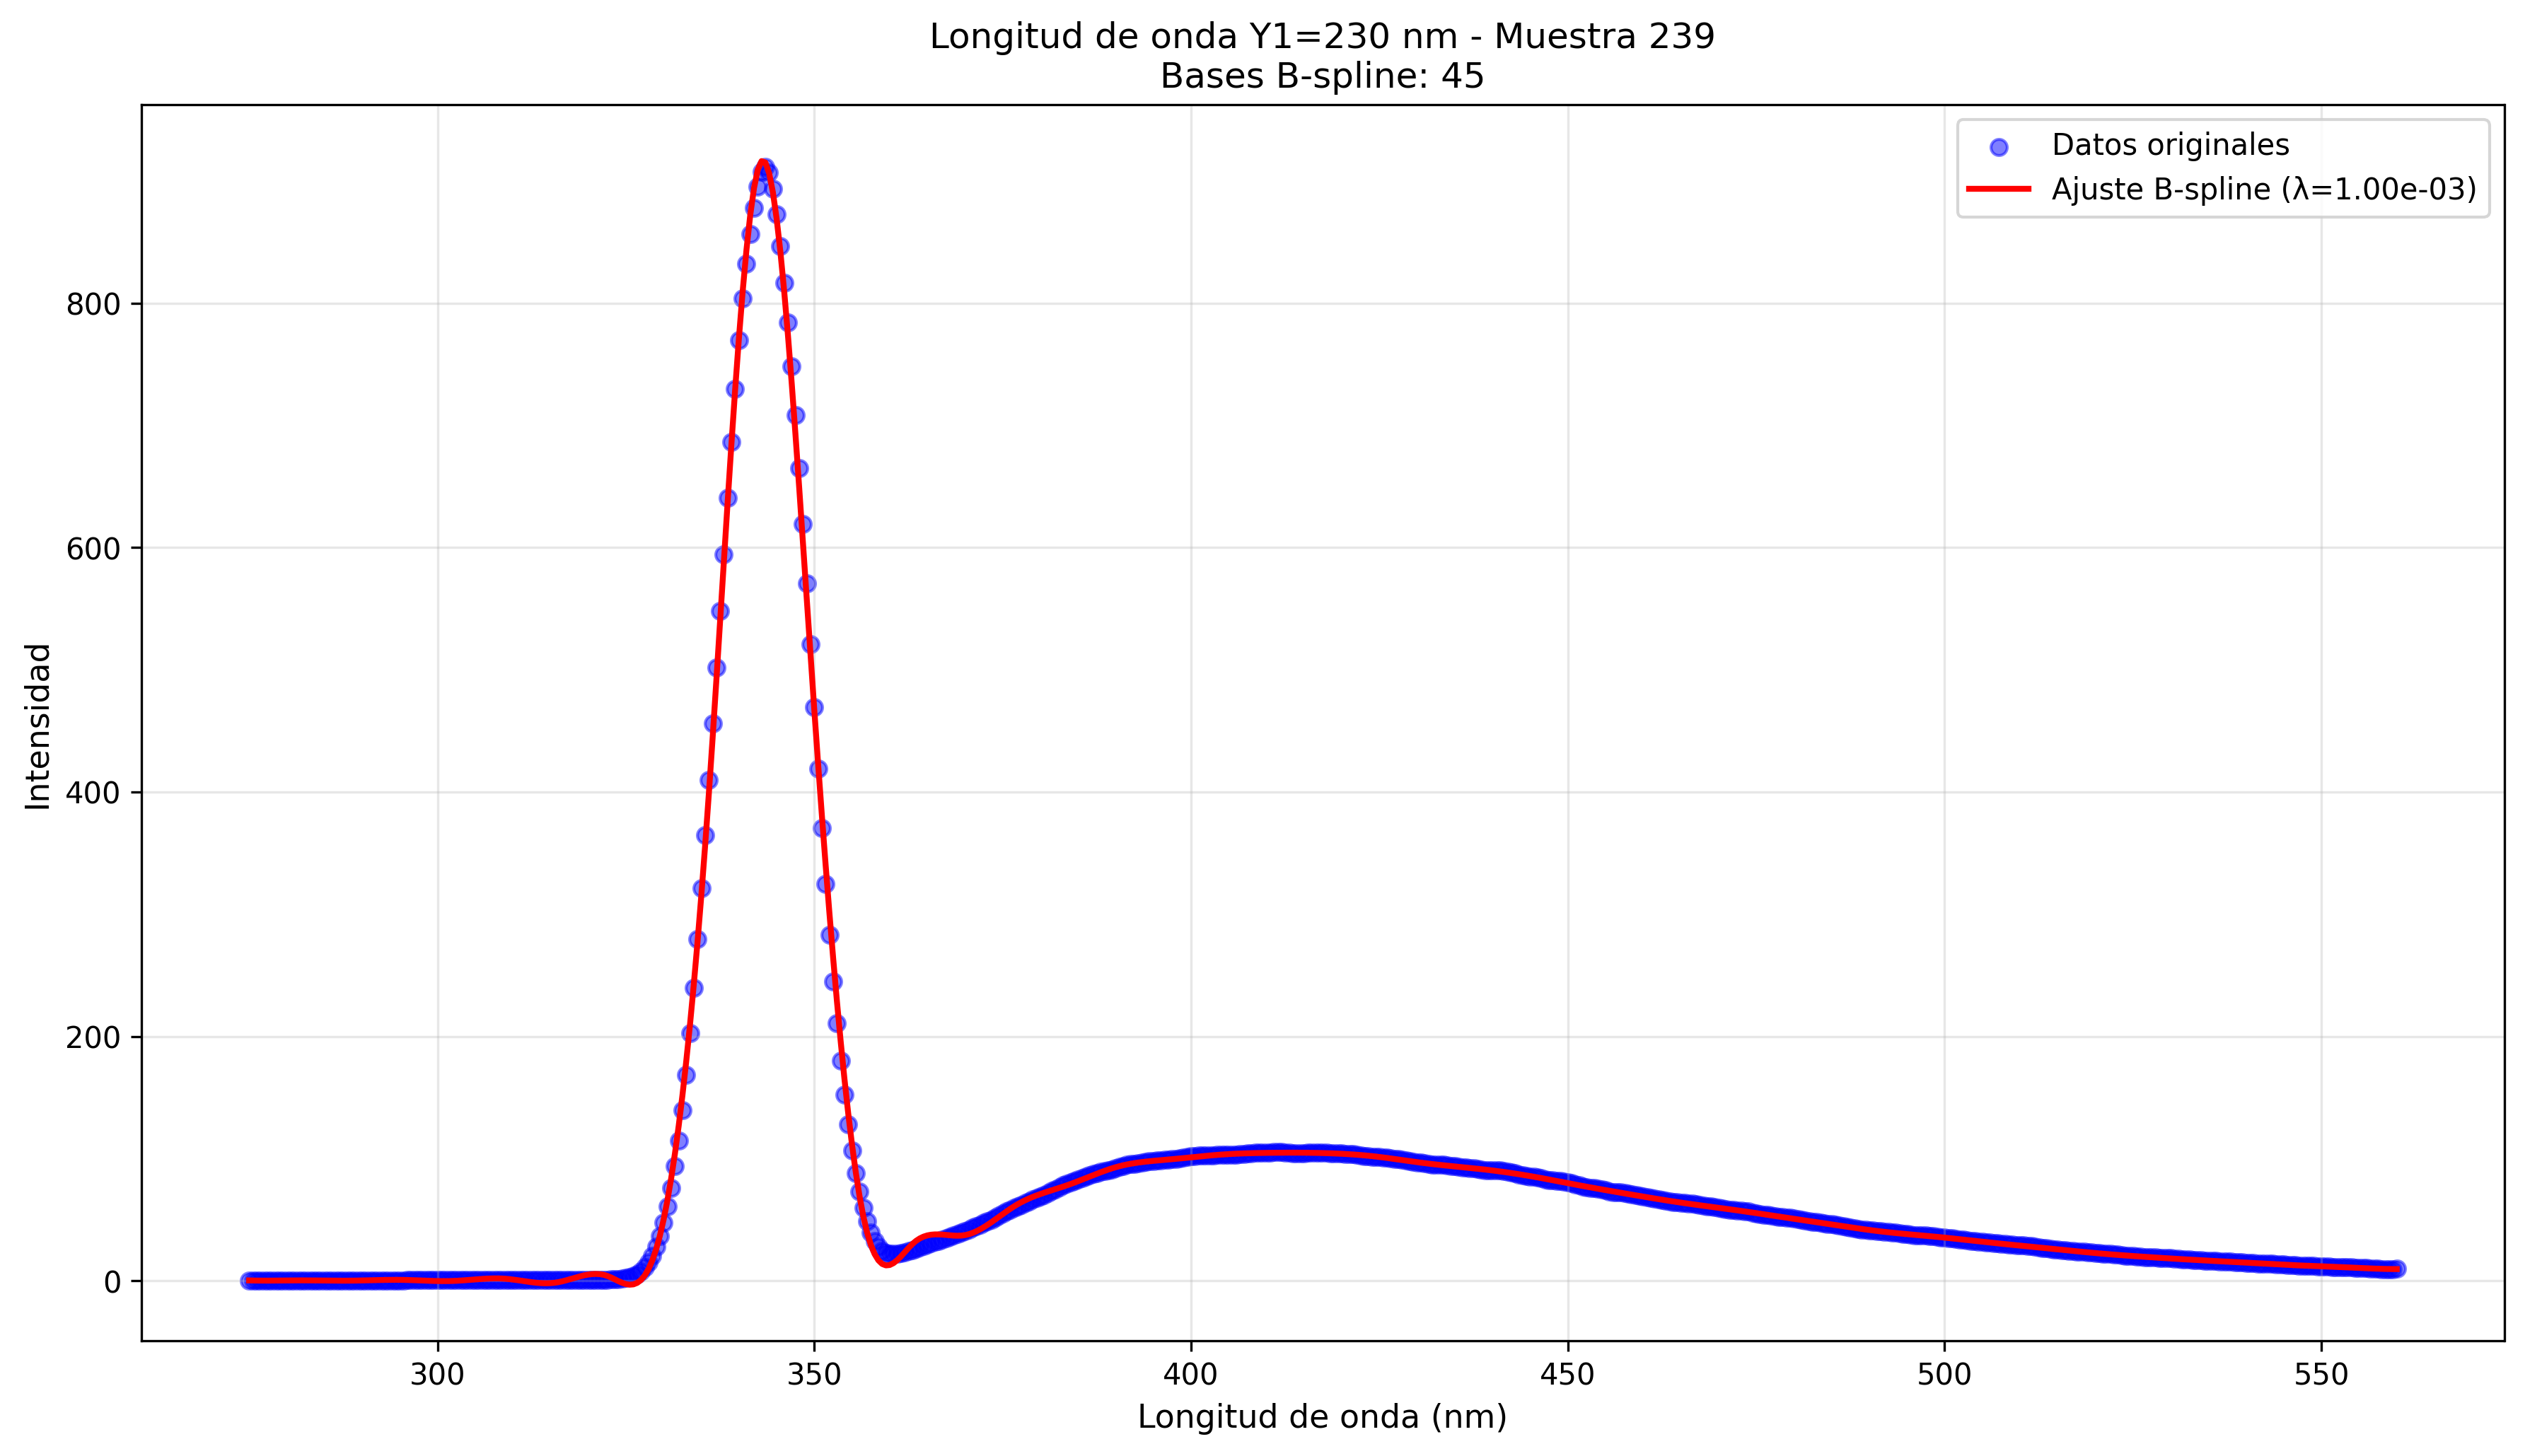 Longitud de onda Y1=230 nm - Muestra 239
Bases B-spline: 45
Datos originales
Ajuste B-spline (λ=1.00e-03)
Intensidad
800
600
400
200
0
300 350 400 450 500 550
Longitud de onda (nm)